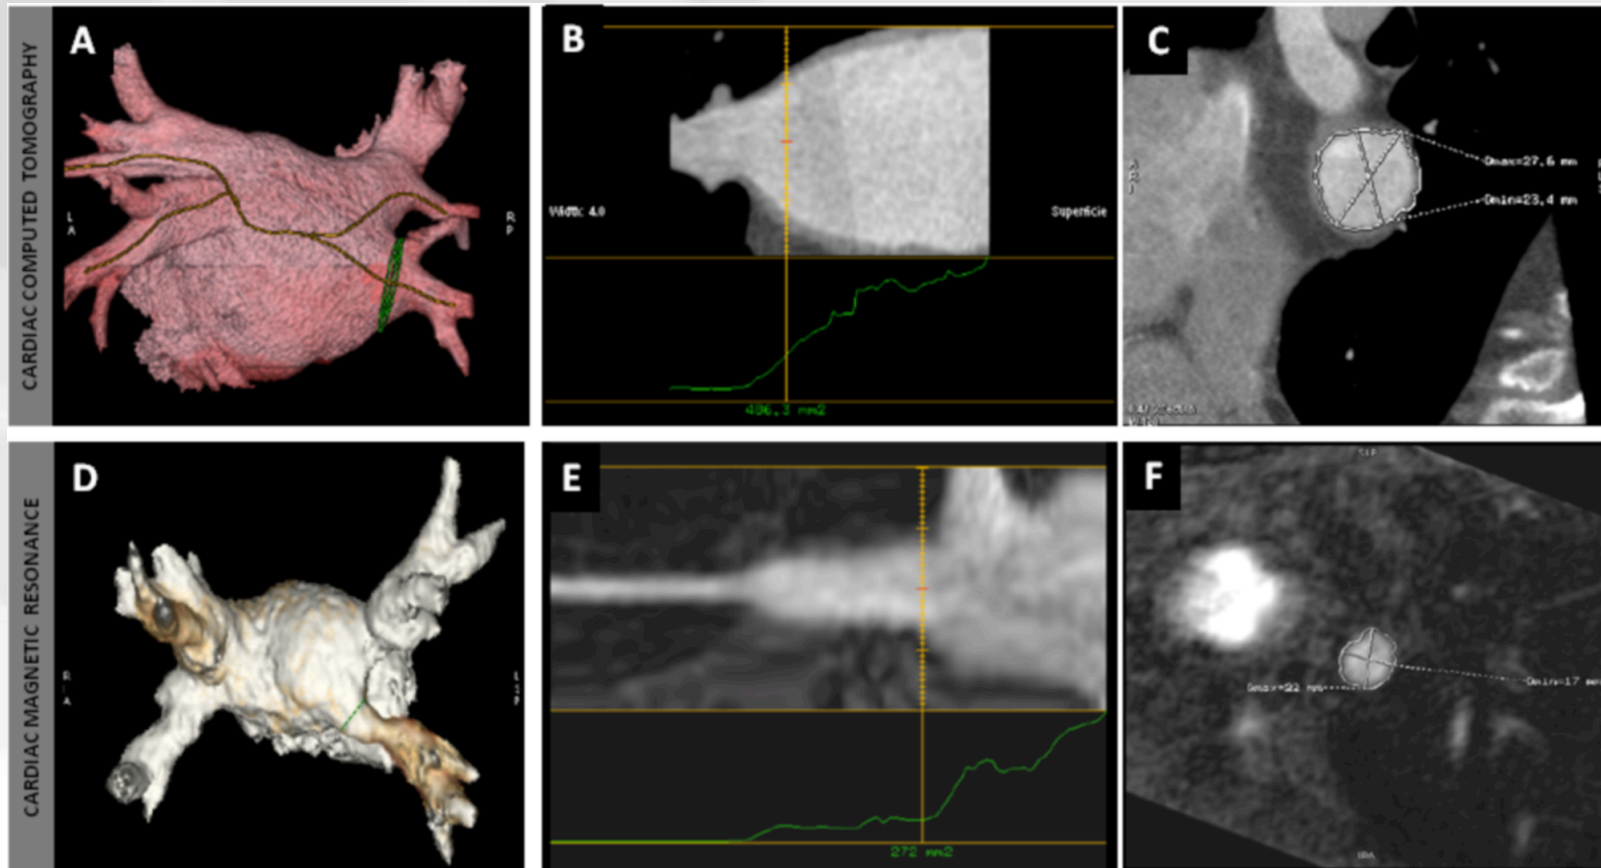 CARDIAC COMPUTED TOMOGRAPHY
A
L
A
R
P
B
Width: 4.0
Superficie
486.3 mm2
C
Dmax=27.6 mm
Dmin=23.4 mm
CARDIAC MAGNETIC RESONANCE
D
R
A
L
S
P
E
272 mm2
F
Dmax=22 mm
Dmin=17 mm